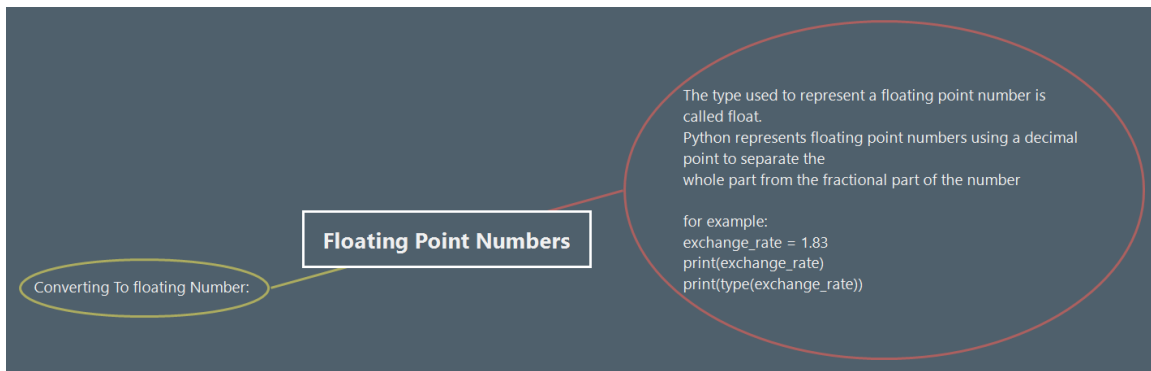 The type used to represent a floating point number is
called float.
Python represents floating point numbers using a decimal
point to separate the
whole part from the fractional part of the number
for example:
exchange_rate = 1.83
print(exchange_rate)
print(type(exchange_rate))
Floating Point Numbers
Converting To floating Number: